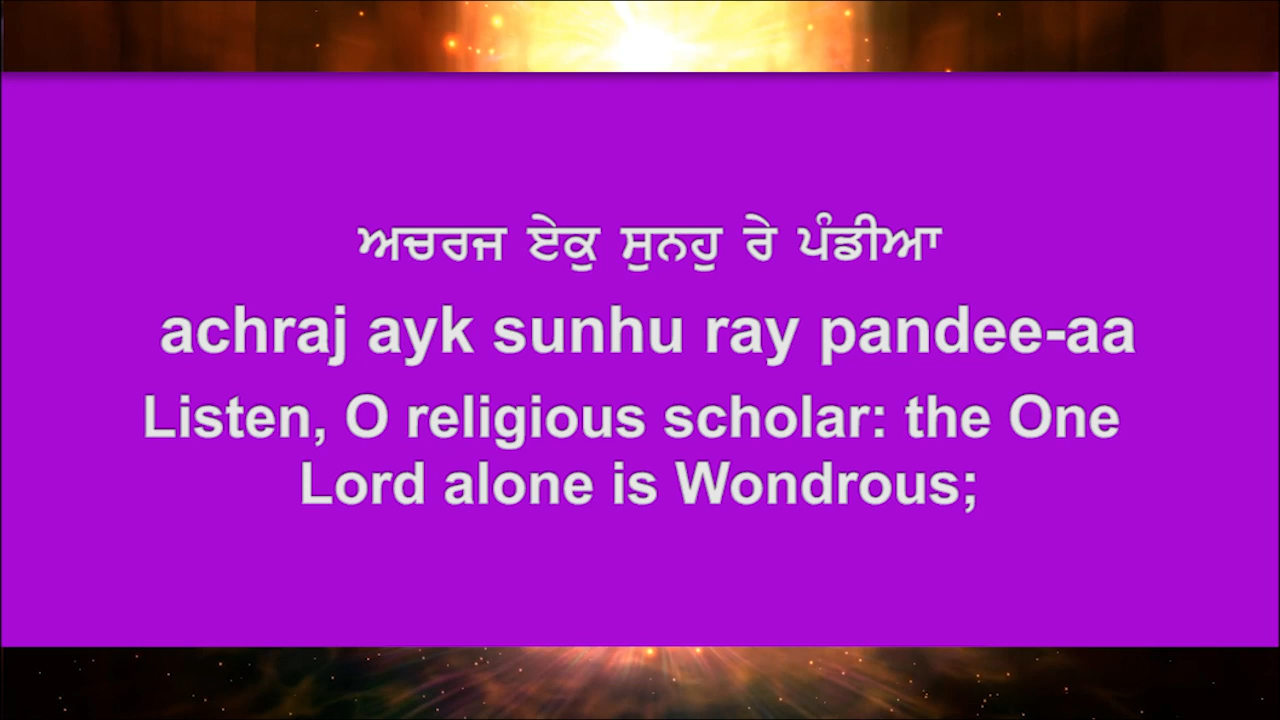 ਅਚਰਜ ਏਕੁ ਸੁਨਹੁ ਰੇ ਪੰਡੀਆ
achraj ayk sunhu ray pandee-aa
Listen, O religious scholar: the One
Lord alone is Wondrous;